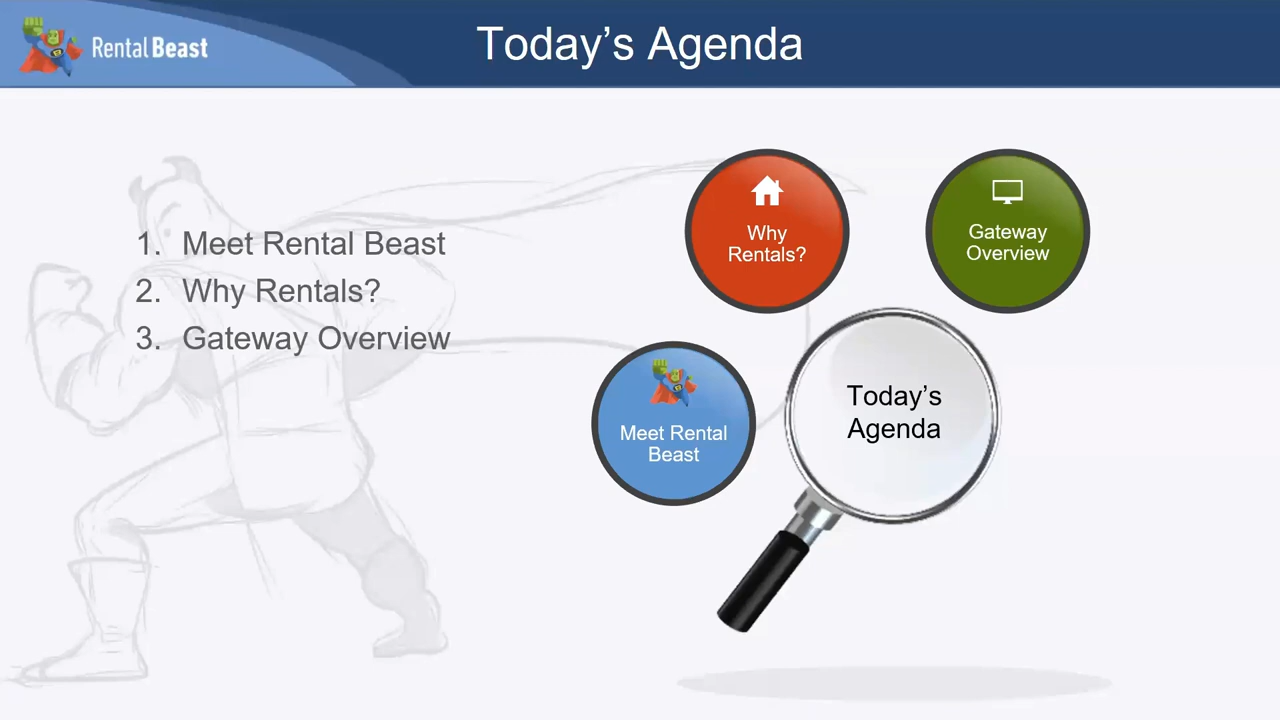 Rental Beast
Today's Agenda
1. Meet Rental Beast
2. Why Rentals?
3. Gateway Overview
Why
Rentals?
Gateway
Overview
Meet Rental
Beast
Today's
Agenda